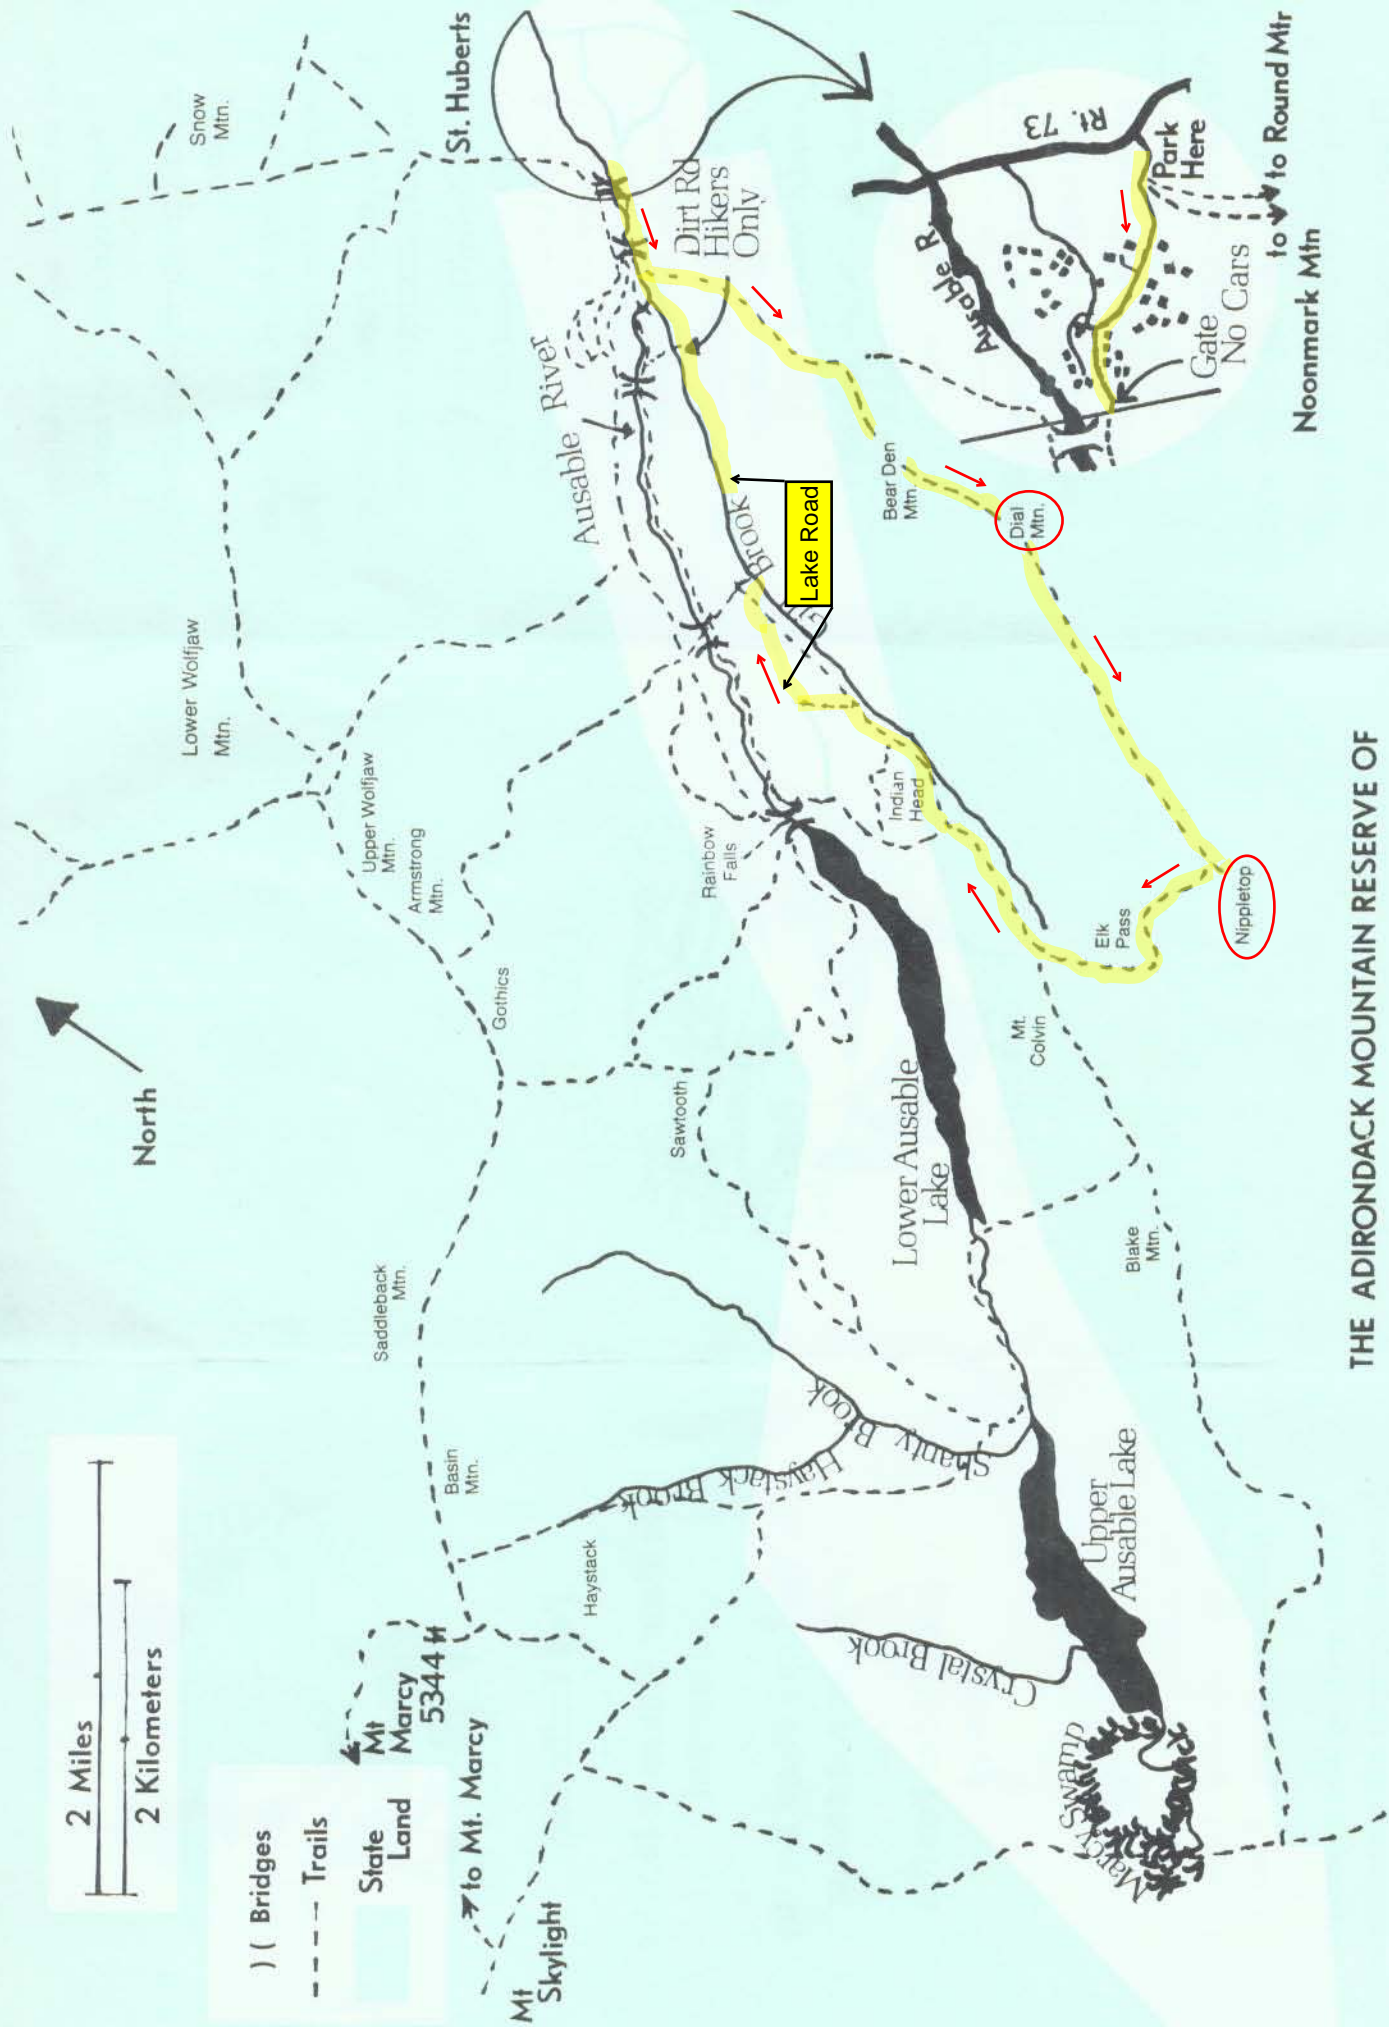 2 Miles
2 Kilometers
) ( Bridges
Trails
State
Land
North
Mt
Marcy
5344 ft
to Mt. Marcy
Mt
Skylight
Haystack
Basin
Mtn.
Saddleback
Mtn.
Gothics
Armstrong
Mtn.
Upper Wolfjaw
Mtn.
Lower Wolfjaw
Mtn.
Snow
Mtn.
St. Huberts
Sawtooth
Rainbow
Falls
Ausable River
Dirt Rd
Hikers
Only
Lake Road
Brook
Indian
Head
Bear Den
Mtn.
Dial
Mtn.
Nippletop
Elk
Pass
Mt.
Colvin
Blake
Mtn.
Lower Ausable
Lake
Upper
Ausable Lake
Shanty Brook
Haystack Brook
Crystal Brook
Marcy Swamp
Ausable R.
Rt. 73
Park
Here
Gate
No Cars
to
to Round Mtr
Noonmark Mtn
THE ADIRONDACK MOUNTAIN RESERVE OF